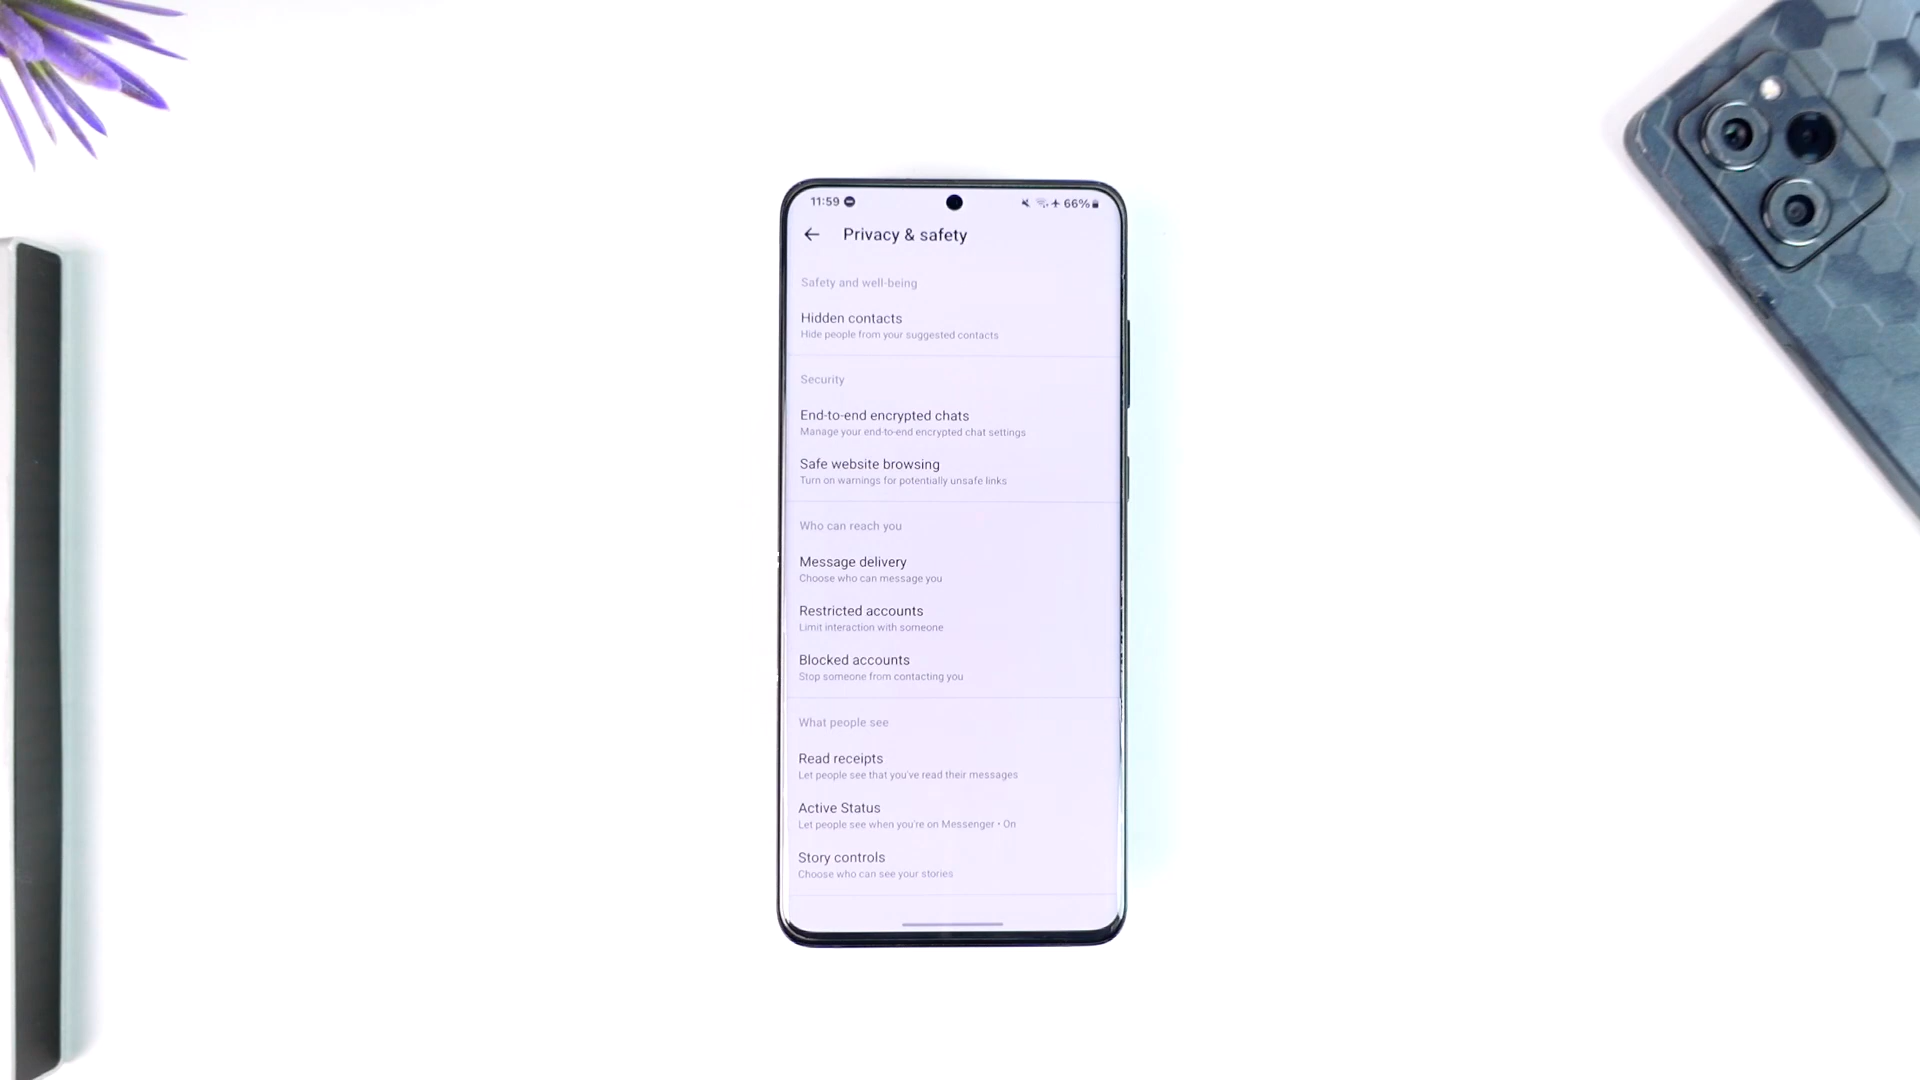 11:59
66%
Privacy & safety
Safety and well-being
Hidden contacts
Hide people from your suggested contacts
Security
End-to-end encrypted chats
Manage your end-to-end encrypted chat settings
Safe website browsing
Turn on warnings for potentially unsafe links
Who can reach you
Message delivery
Choose who can message you
Restricted accounts
Limit interaction with someone
Blocked accounts
Stop someone from contacting you
What people see
Read receipts
Let people see that you've read their messages
Active Status
Let people see when you're on Messenger • On
Story controls
Choose who can see your stories